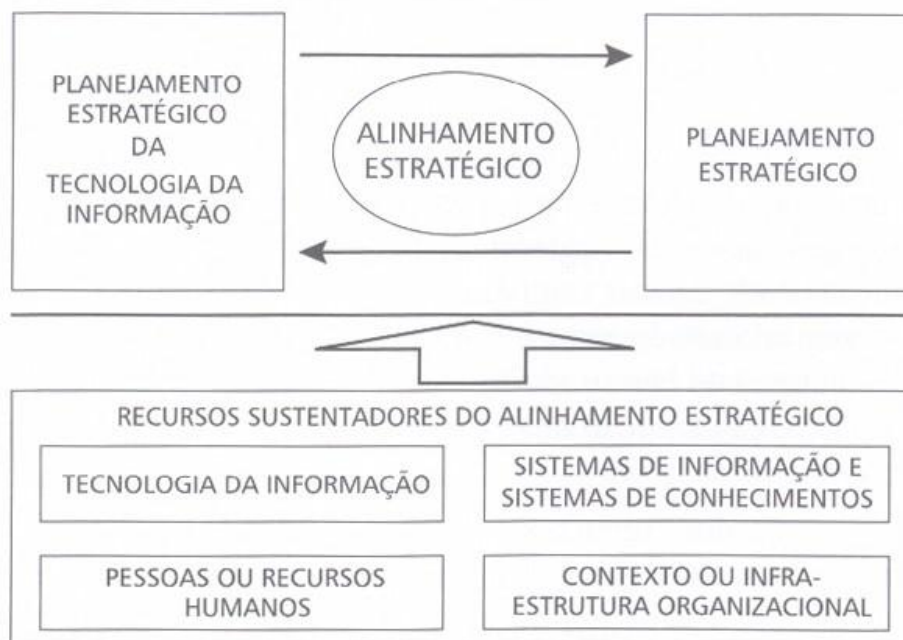 PLANEJAMENTO
ESTRATÉGICO
DA
TECNOLOGIA DA
INFORMAÇÃO
ALINHAMENTO
ESTRATÉGICO
PLANEJAMENTO
ESTRATÉGICO
RECURSOS SUSTENTADORES DO ALINHAMENTO ESTRATÉGICO
TECNOLOGIA DA INFORMAÇÃO
SISTEMAS DE INFORMAÇÃO E
SISTEMAS DE CONHECIMENTOS
PESSOAS OU RECURSOS
HUMANOS
CONTEXTO OU INFRA-
ESTRUTURA ORGANIZACIONAL